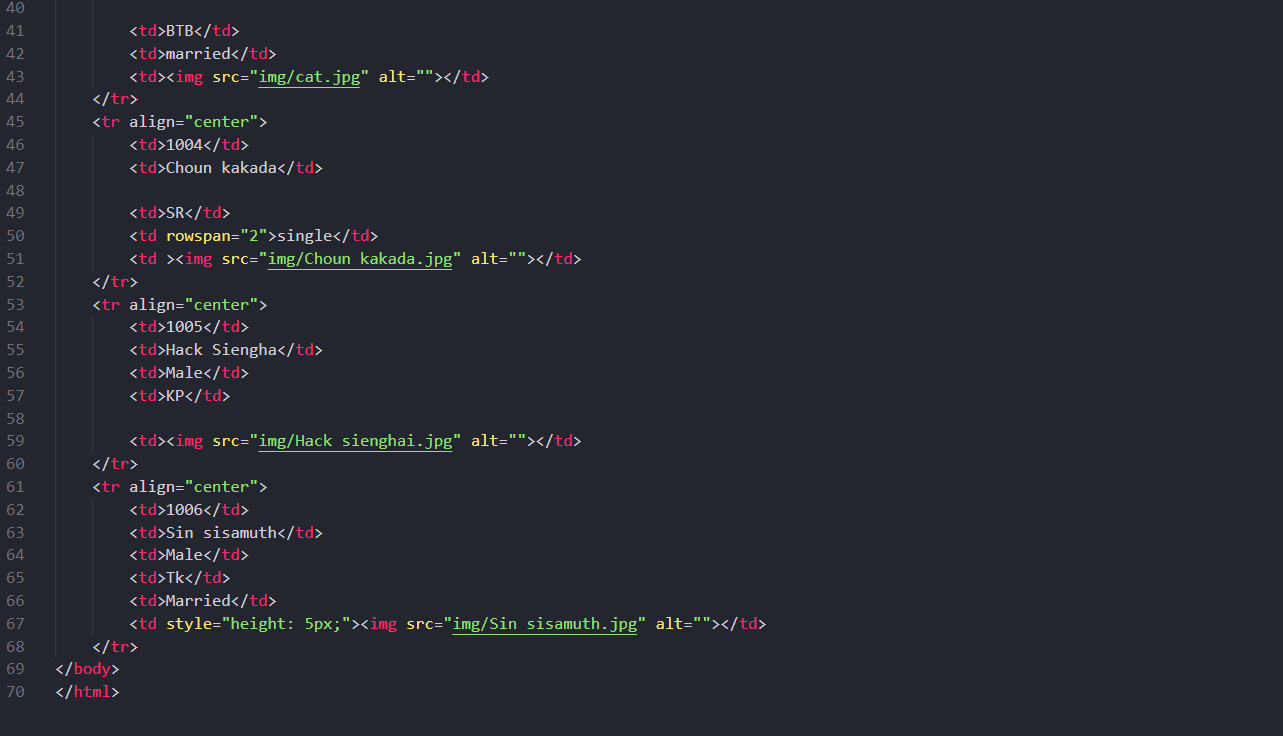 40
41 <td>BTB</td>
42 <td>married</td>
43 <td><img src="img/cat.jpg" alt=""></td>
44 </tr>
45 <tr align="center">
46 <td>1004</td>
47 <td>Choun kakada</td>
48
49 <td>SR</td>
50 <td rowspan="2">single</td>
51 <td ><img src="img/Choun kakada.jpg" alt=""></td>
52 </tr>
53 <tr align="center">
54 <td>1005</td>
55 <td>Hack Siengha</td>
56 <td>Male</td>
57 <td>KP</td>
58
59 <td><img src="img/Hack sienghai.jpg" alt=""></td>
60 </tr>
61 <tr align="center">
62 <td>1006</td>
63 <td>Sin sisamuth</td>
64 <td>Male</td>
65 <td>Tk</td>
66 <td>Married</td>
67 <td style="height: 5px;"><img src="img/Sin sisamuth.jpg" alt=""></td>
68 </tr>
69 </body>
70 </html>